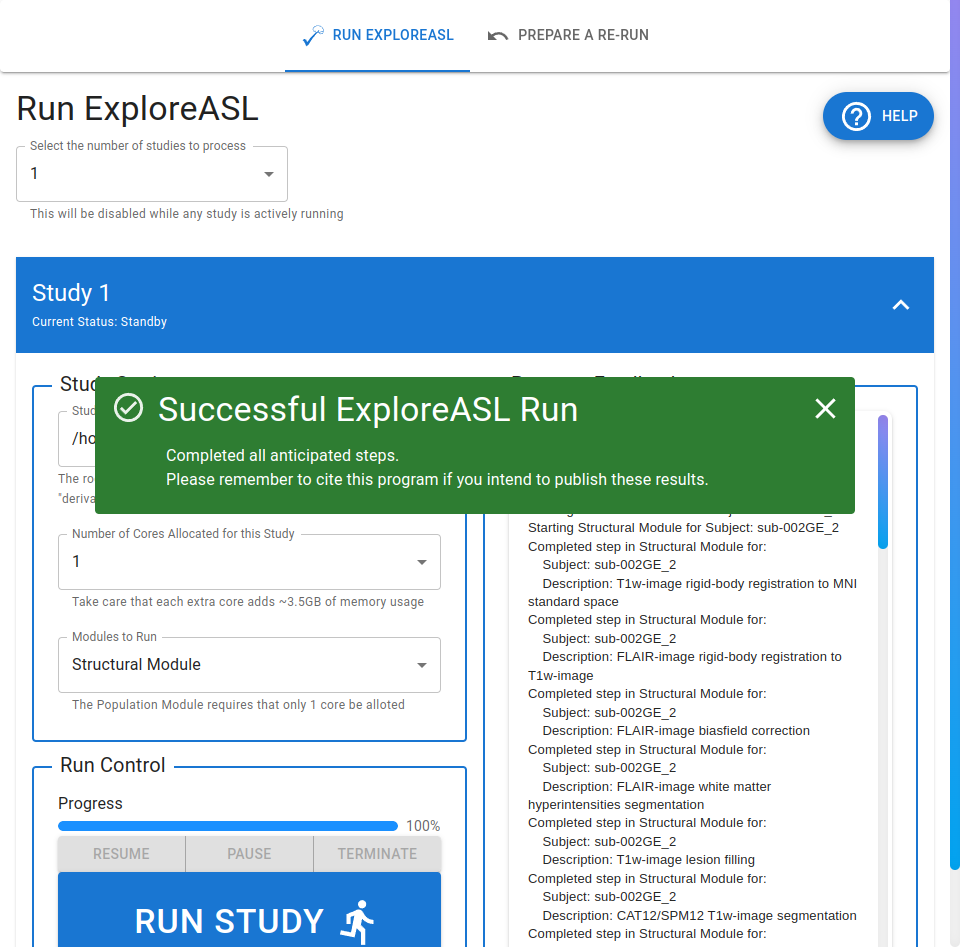 RUN EXPLOREASL
PREPARE A RE-RUN
Run ExploreASL
HELP
Select the number of studies to process
1
This will be disabled while any study is actively running
Study 1
Current Status: Standby
Successful ExploreASL Run
Completed all anticipated steps.
Please remember to cite this program if you intend to publish these results.
/ho
The ro
"deriva
Number of Cores Allocated for this Study
1
Take care that each extra core adds ~3.5GB of memory usage
Modules to Run
Structural Module
The Population Module requires that only 1 core be alloted
Run Control
Progress
100%
RESUME
PAUSE
TERMINATE
RUN STUDY
Starting Structural Module for Subject: sub-002GE_2
Completed step in Structural Module for:
Subject: sub-002GE_2
Description: T1w-image rigid-body registration to MNI
standard space
Completed step in Structural Module for:
Subject: sub-002GE_2
Description: FLAIR-image rigid-body registration to
T1w-image
Completed step in Structural Module for:
Subject: sub-002GE_2
Description: FLAIR-image biasfield correction
Completed step in Structural Module for:
Subject: sub-002GE_2
Description: FLAIR-image white matter
hyperintensities segmentation
Completed step in Structural Module for:
Subject: sub-002GE_2
Description: T1w-image lesion filling
Completed step in Structural Module for:
Subject: sub-002GE_2
Description: CAT12/SPM12 T1w-image segmentation
Completed step in Structural Module for: